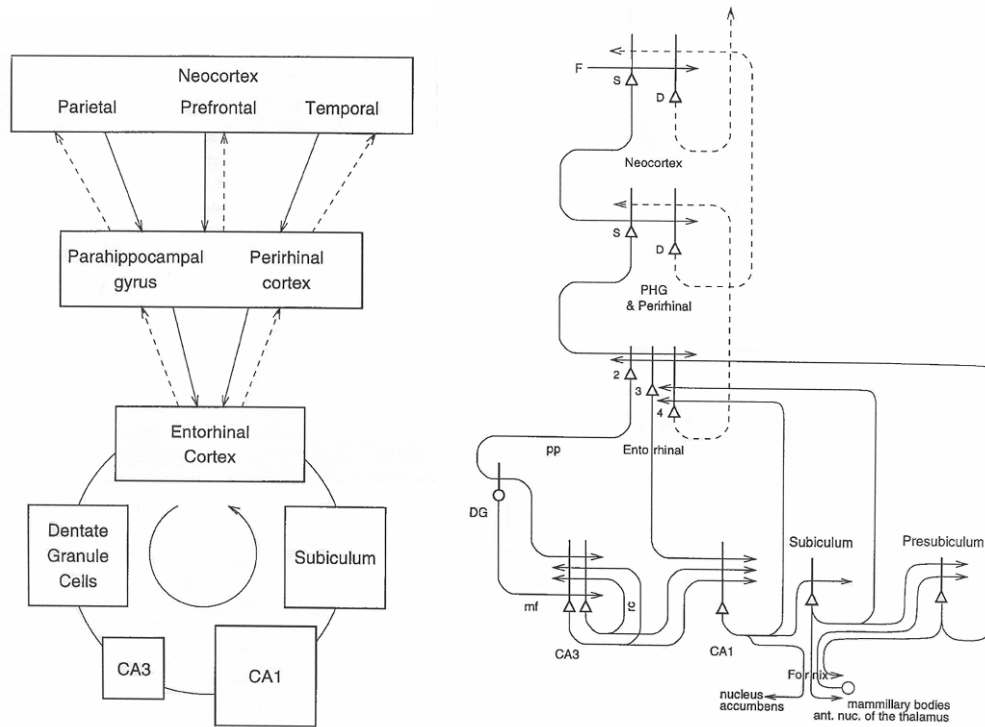 Neocortex
Parietal Prefrontal Temporal
Parahippocampal
gyrus
Perirhinal
cortex
Entorhinal
Cortex
Dentate
Granule
Cells
Subiculum
CA3
CA1
F
S
D
Neocortex
S
D
PHG
& Perirhinal
2
3
4
pp
Entorhinal
DG
Subiculum
Presubiculum
mf
rc
CA3
CA1
Fornix
nucleus
accumbens
mammillary bodies
ant. nuc. of the thalamus